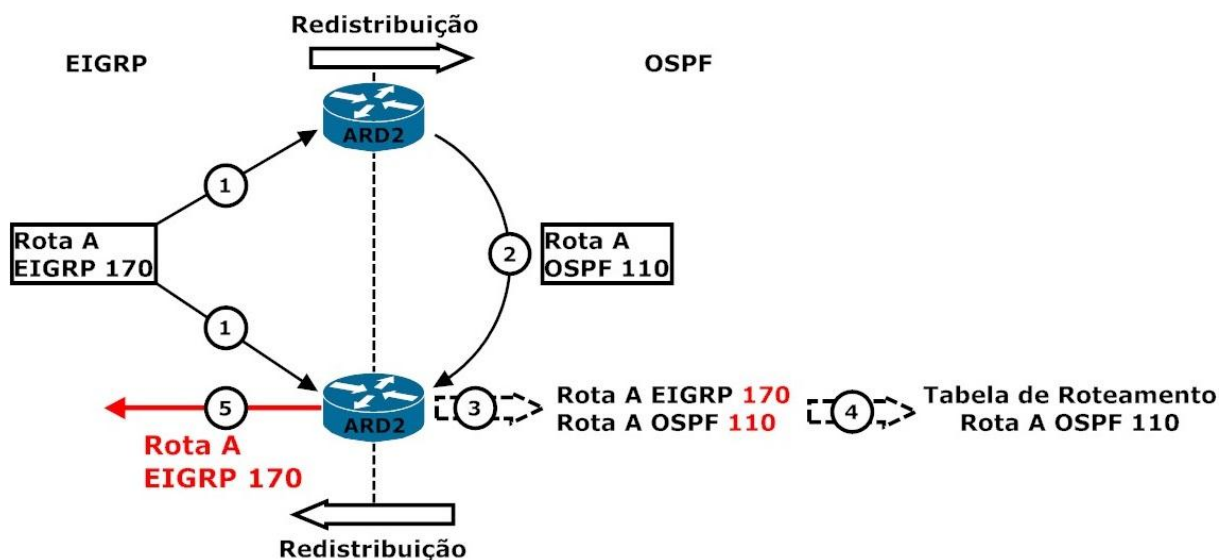 Redistribuição
EIGRP
OSPF
ARD2
1
Rota A
EIGRP 170
2
Rota A
OSPF 110
1
5
ARD2
3
Rota A EIGRP 170
Rota A OSPF 110
4
Tabela de Roteamento
Rota A OSPF 110
Rota A
EIGRP 170
Redistribuição